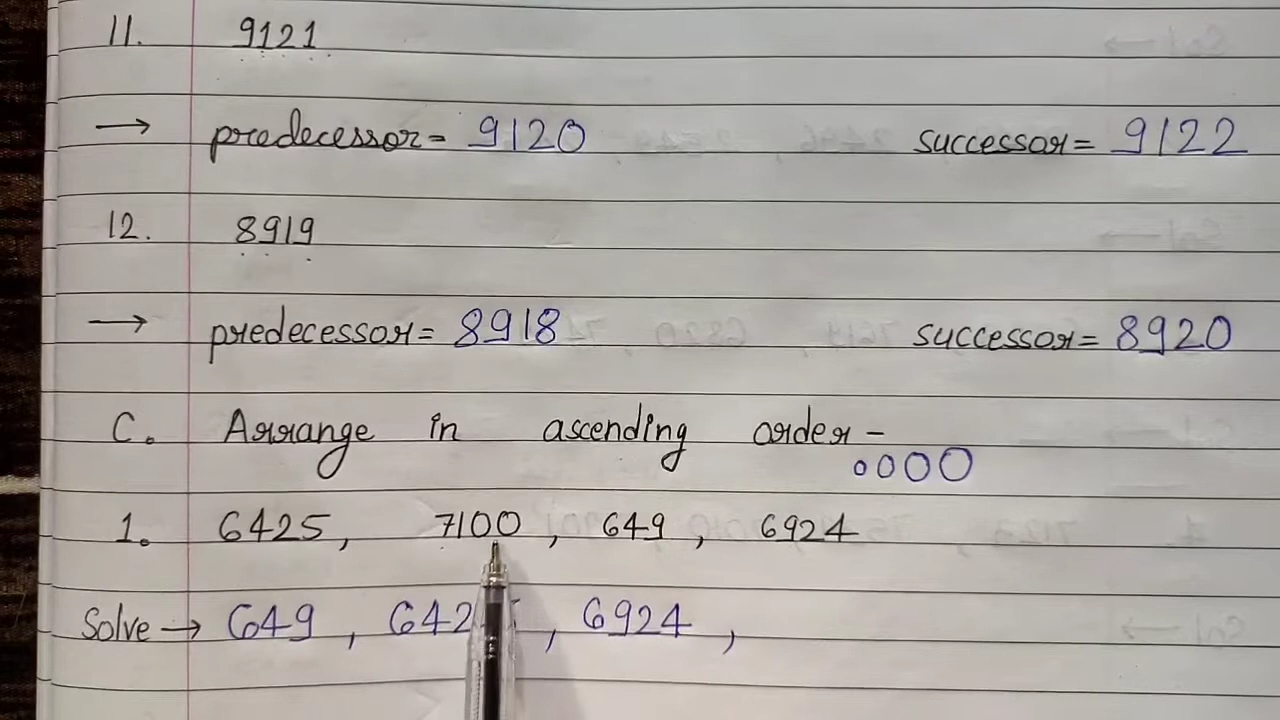 11. 9121
→ predecessor = 9120 successor = 9122
12. 8919
→ predecessor = 8918 successor = 8920
C. Arrange in ascending order -
1. 6425, 7100, 649, 6924
Solve → 649, 6425, 6924,